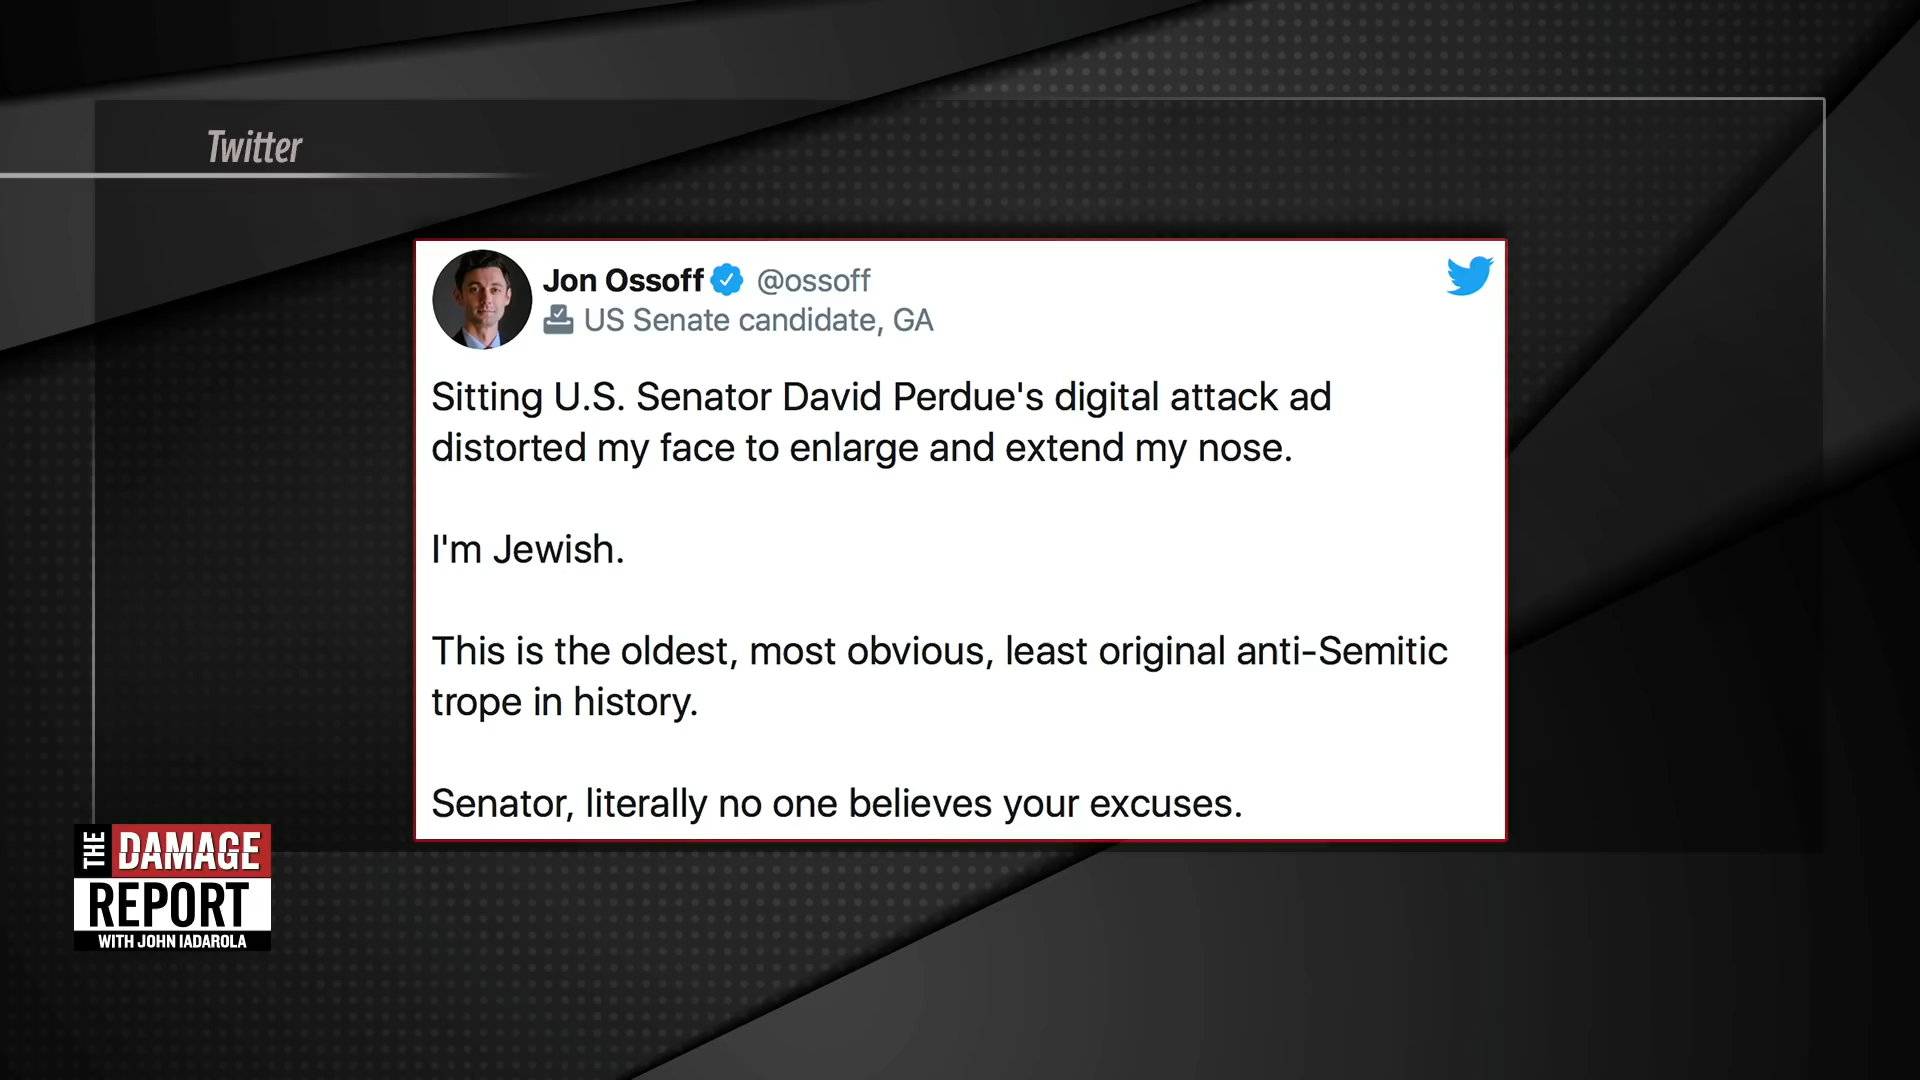 Twitter
Jon Ossoff @ossoff
US Senate candidate, GA
Sitting U.S. Senator David Perdue's digital attack ad
distorted my face to enlarge and extend my nose.
I'm Jewish.
This is the oldest, most obvious, least original anti-Semitic
trope in history.
Senator, literally no one believes your excuses.
THE DAMAGE
REPORT
WITH JOHN IADAROLA